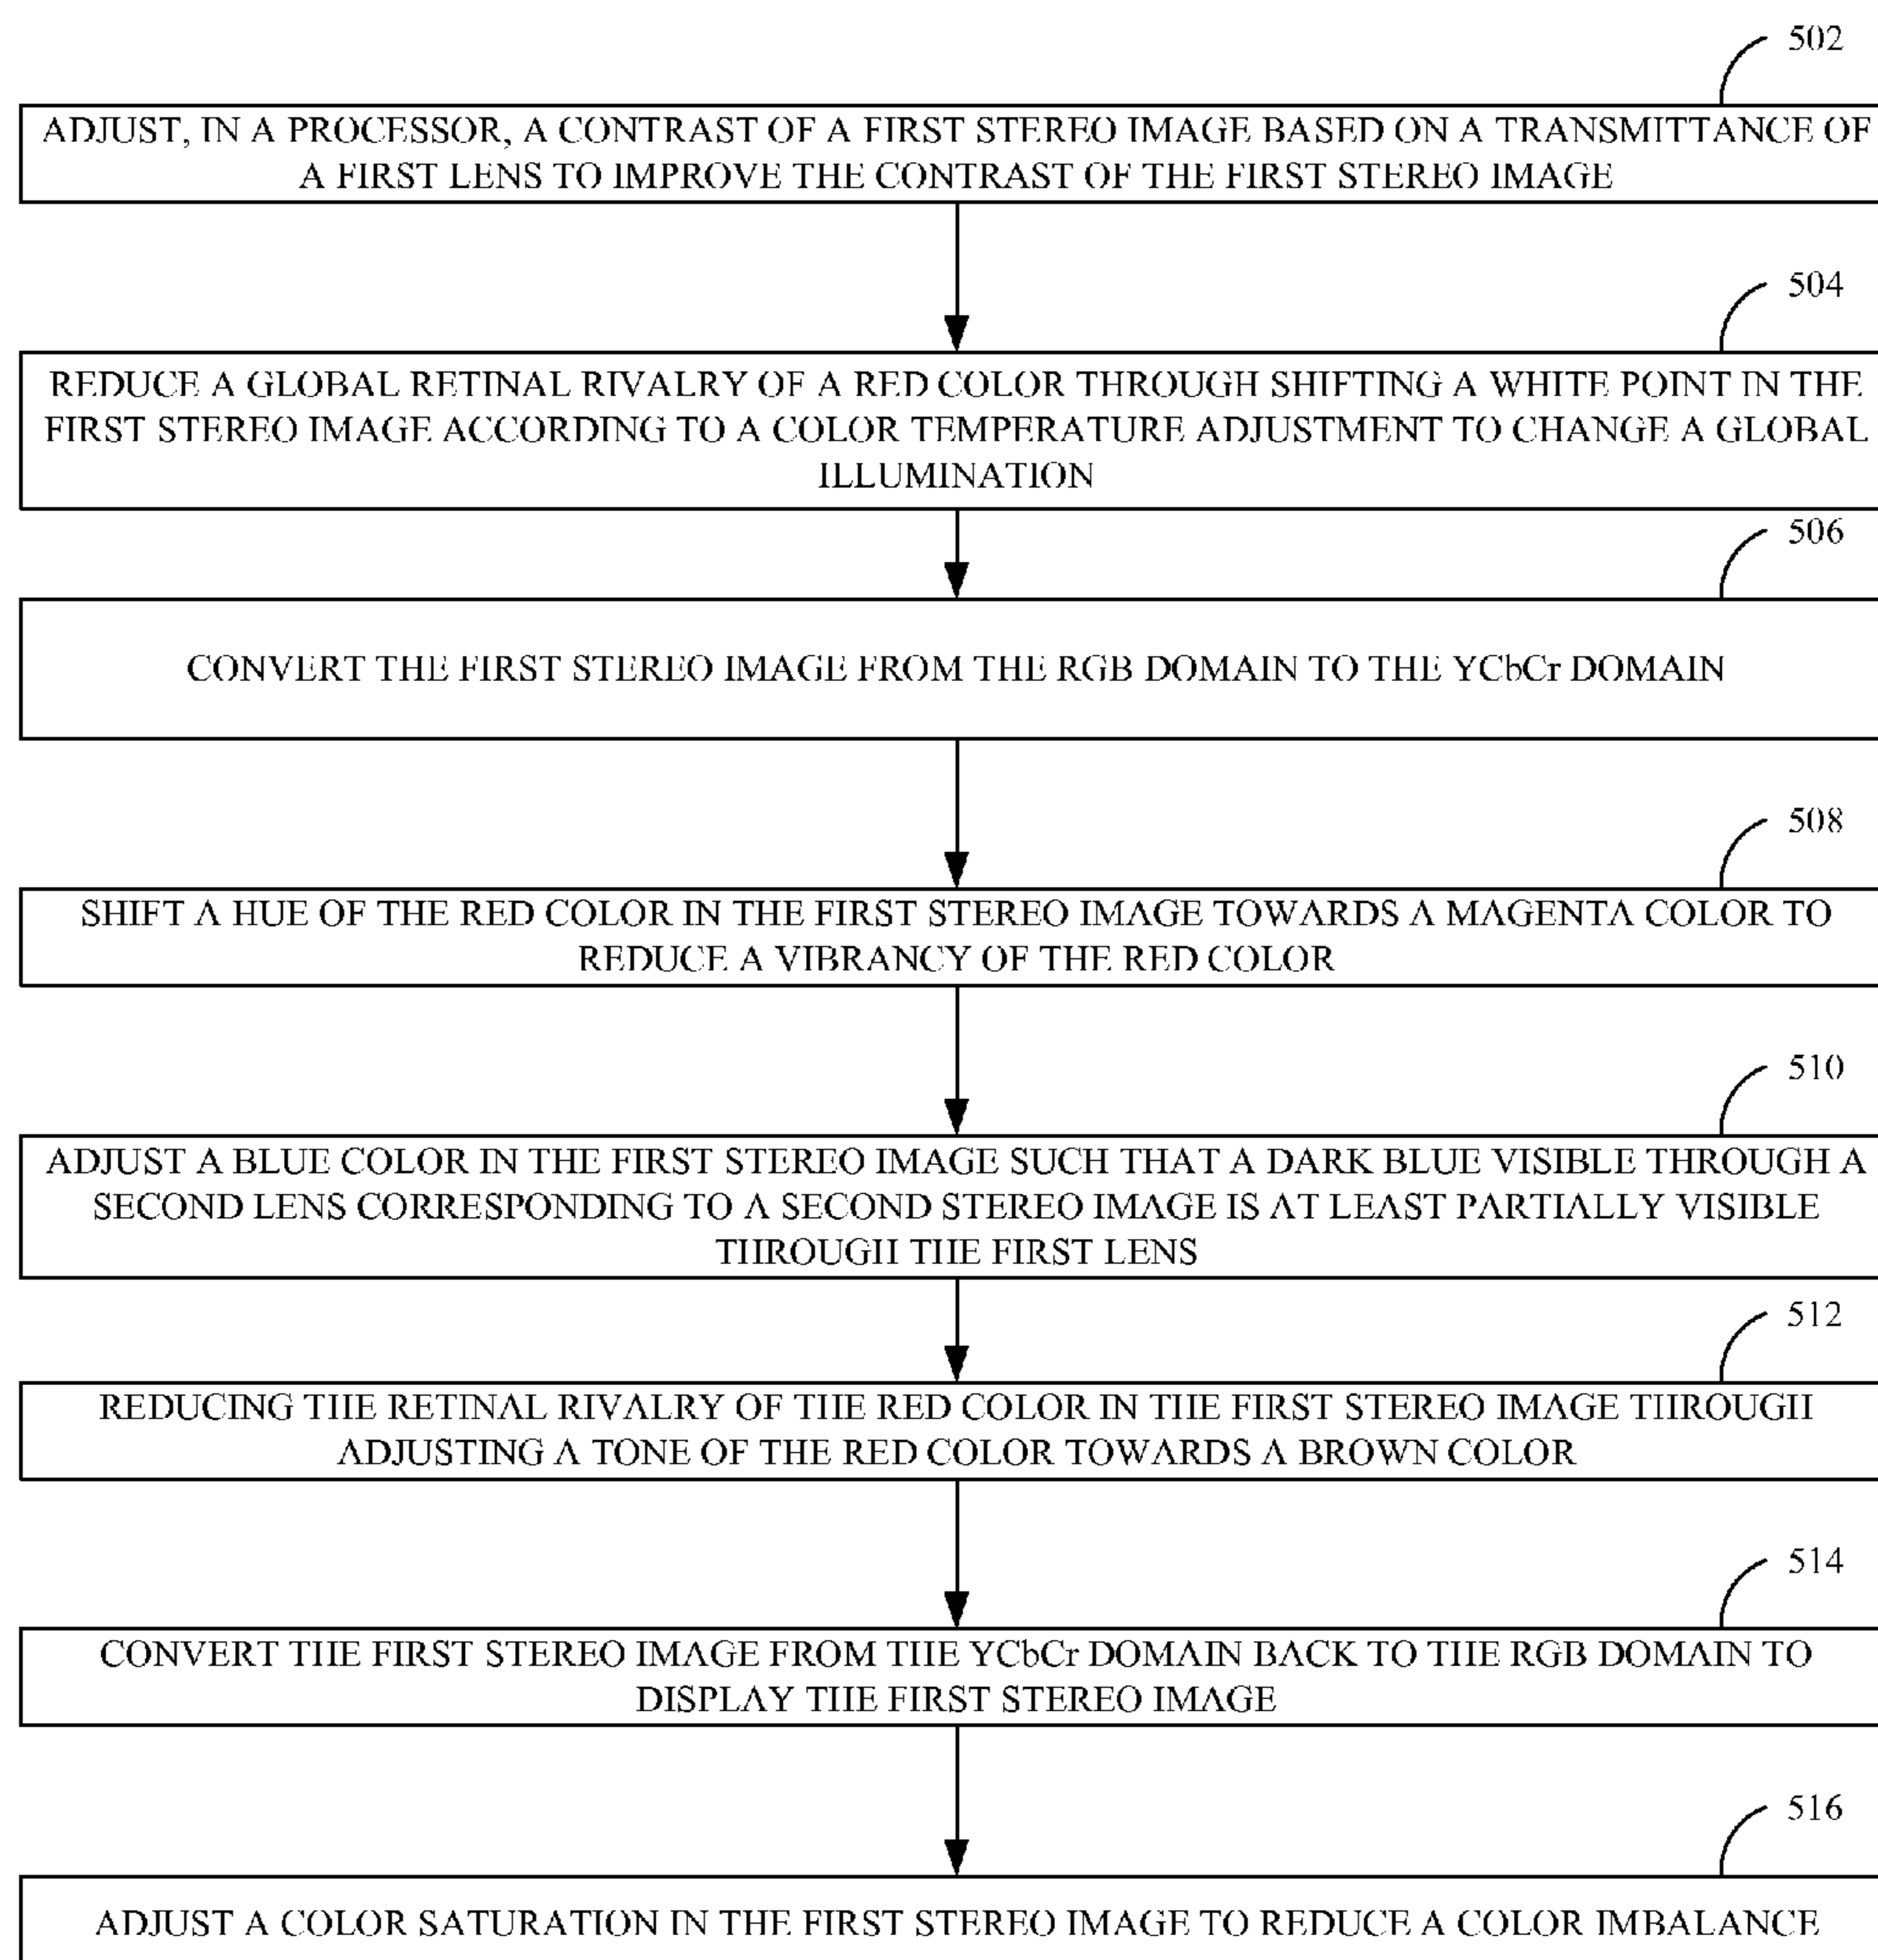 502
ADJUST, IN A PROCESSOR, A CONTRAST OF A FIRST STEREO IMAGE BASED ON A TRANSMITTANCE OF
A FIRST LENS TO IMPROVE THE CONTRAST OF THE FIRST STEREO IMAGE
504
REDUCE A GLOBAL RETINAL RIVALRY OF A RED COLOR THROUGH SHIFTING A WHITE POINT IN THE
FIRST STEREO IMAGE ACCORDING TO A COLOR TEMPERATURE ADJUSTMENT TO CHANGE A GLOBAL
ILLUMINATION
506
CONVERT THE FIRST STEREO IMAGE FROM THE RGB DOMAIN TO THE YCbCr DOMAIN
508
SHIFT A HUE OF THE RED COLOR IN THE FIRST STEREO IMAGE TOWARDS A MAGENTA COLOR TO
REDUCE A VIBRANCY OF THE RED COLOR
510
ADJUST A BLUE COLOR IN THE FIRST STEREO IMAGE SUCH THAT A DARK BLUE VISIBLE THROUGH A
SECOND LENS CORRESPONDING TO A SECOND STEREO IMAGE IS AT LEAST PARTIALLY VISIBLE
THROUGH THE FIRST LENS
512
REDUCING THE RETINAL RIVALRY OF THE RED COLOR IN THE FIRST STEREO IMAGE THROUGH
ADJUSTING A TONE OF THE RED COLOR TOWARDS A BROWN COLOR
514
CONVERT THE FIRST STEREO IMAGE FROM THE YCbCr DOMAIN BACK TO THE RGB DOMAIN TO
DISPLAY THE FIRST STEREO IMAGE
516
ADJUST A COLOR SATURATION IN THE FIRST STEREO IMAGE TO REDUCE A COLOR IMBALANCE